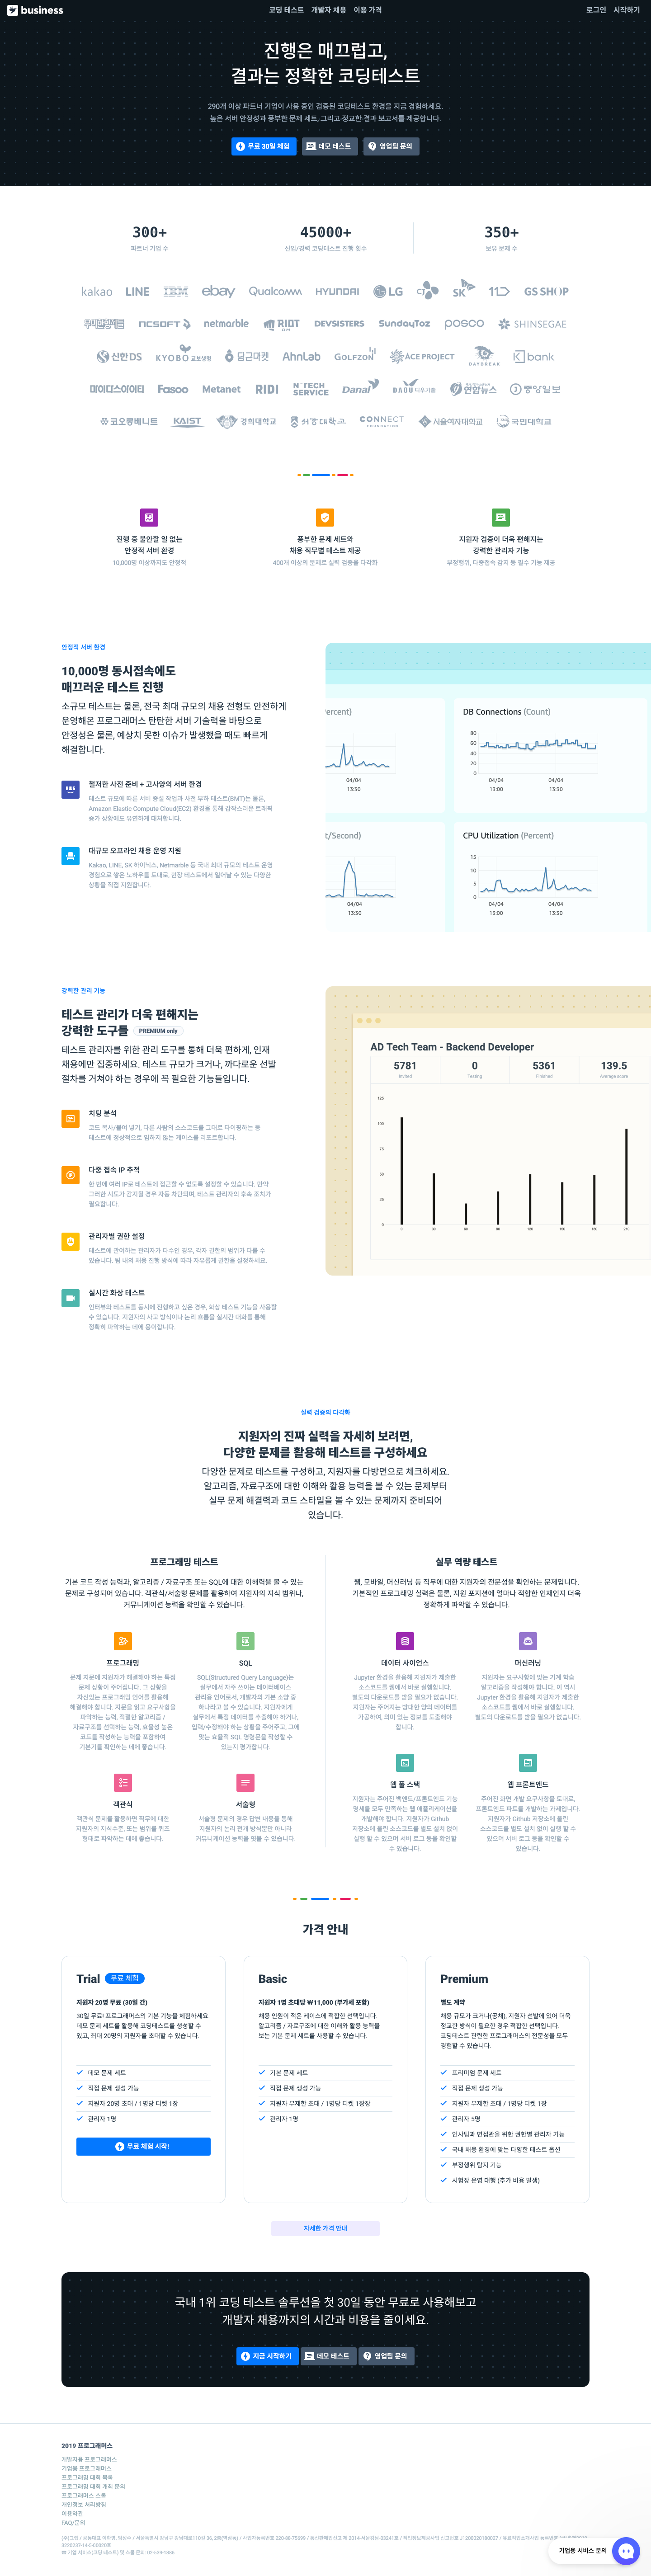 business
코딩 테스트 개발자 채용 이용 가격
로그인 시작하기
진행은 매끄럽고,
결과는 정확한 코딩테스트
290개 이상 파트너 기업이 사용 중인 검증된 코딩테스트 환경을 지금 경험하세요.
높은 서버 안정성과 풍부한 문제 세트, 그리고 정교한 결과 보고서를 제공합니다.
무료 30일 체험 데모 테스트 영업팀 문의
300+ 45000+ 350+
파트너 기업 수 신입/경력 코딩테스트 진행 횟수 보유 문제 수
kakao LINE IBM ebay Qualcomm HYUNDAI LG CJ SK 11 GS SHOP
NCSOFT netmarble RIOT DEVSISTERS SundayToz posco SHINSEGAE
신한DS KYOBO 교보생명 당근마켓 AhnLab GOLFZON ACE PROJECT DAYBREAK K bank
마이다스아이티 Fasoo Metanet RIDI NTECH SERVICE Danal DAOU 다우기술 연합뉴스 중앙일보
코오롱베니트 KAIST 경희대학교 서강대학교 CONNECT FOUNDATION 서울여자대학교 국민대학교
진행 중 불안할 일 없는
안정적 서버 환경
10,000명 이상까지도 안정적
풍부한 문제 세트와
채용 직무별 테스트 제공
400개 이상의 문제로 실력 검증을 다각화
지원자 검증이 더욱 편해지는
강력한 관리자 기능
부정행위, 다중접속 감지 등 필수 기능 제공
안정적 서버 환경
10,000명 동시접속에도
매끄러운 테스트 진행
소규모 테스트는 물론, 전국 최대 규모의 채용 전형도 안전하게
운영해온 프로그래머스 탄탄한 서버 기술력을 바탕으로
안정성은 물론, 예상치 못한 이슈가 발생했을 때도 빠르게
해결합니다.
철저한 사전 준비 + 고사양의 서버 환경
테스트 규모에 따른 서버 증설 작업과 사전 부하 테스트(BMT)는 물론,
Amazon Elastic Compute Cloud(EC2) 환경을 통해 갑작스러운 트래픽
증가 상황에도 유연하게 대처합니다.
대규모 오프라인 채용 운영 지원
Kakao, LINE, SK 하이닉스, Netmarble 등 국내 최대 규모의 테스트 운영
경험으로 쌓은 노하우를 토대로, 현장 테스트에서 일어날 수 있는 다양한
상황을 직접 지원합니다.
ercent)
04/04
13:30
DB Connections (Count)
80
60
40
20
0
04/04 04/04
13:00 13:30
t/Second)
04/04
13:30
CPU Utilization (Percent)
15
10
5
0
04/04 04/04
13:00 13:30
강력한 관리 기능
테스트 관리가 더욱 편해지는
강력한 도구들 PREMIUM only
테스트 관리자를 위한 관리 도구를 통해 더욱 편하게, 인재
채용에만 집중하세요. 테스트 규모가 크거나, 까다로운 선발
절차를 거쳐야 하는 경우에 꼭 필요한 기능들입니다.
치팅 분석
코드 복사/붙여 넣기, 다른 사람의 소스코드를 그대로 타이핑하는 등
테스트에 정상적으로 임하지 않는 케이스를 리포트합니다.
다중 접속 IP 추적
한 번에 여러 IP로 테스트에 접근할 수 없도록 설정할 수 있습니다. 만약
그러한 시도가 감지될 경우 자동 차단되며, 테스트 관리자의 후속 조치가
필요합니다.
관리자별 권한 설정
테스트에 관여하는 관리자가 다수인 경우, 각자 권한의 범위가 다를 수
있습니다. 팀 내의 채용 진행 방식에 따라 자유롭게 권한을 설정하세요.
실시간 화상 테스트
인터뷰와 테스트를 동시에 진행하고 싶은 경우, 화상 테스트 기능을 사용할
수 있습니다. 지원자의 사고 방식이나 논리 흐름을 실시간 대화를 통해
정확히 파악하는 데에 용이합니다.
AD Tech Team - Backend Developer
5781 0 5361 139.5
Invited Testing Finished Average score
125
100
75
50
25
0
0 30 60 90 120 150 180 210
실력 검증의 다각화
지원자의 진짜 실력을 자세히 보려면,
다양한 문제를 활용해 테스트를 구성하세요
다양한 문제로 테스트를 구성하고, 지원자를 다방면으로 체크하세요.
알고리즘, 자료구조에 대한 이해와 활용 능력을 볼 수 있는 문제부터
실무 문제 해결력과 코드 스타일을 볼 수 있는 문제까지 준비되어
있습니다.
프로그래밍 테스트
기본 코드 작성 능력과, 알고리즘 / 자료구조 또는 SQL에 대한 이해력을 볼 수 있는
문제로 구성되어 있습니다. 객관식/서술형 문제를 활용하여 지원자의 지식 범위나,
커뮤니케이션 능력을 확인할 수 있습니다.
프로그래밍
문제 지문에 지원자가 해결해야 하는 특정
문제 상황이 주어집니다. 그 상황을
자신있는 프로그래밍 언어를 활용해
해결해야 합니다. 지문을 읽고 요구사항을
파악하는 능력, 적절한 알고리즘 /
자료구조를 선택하는 능력, 효율성 높은
코드를 작성하는 능력을 포함하여
기본기를 확인하는 데에 좋습니다.
SQL
SQL(Structured Query Language)는
실무에서 자주 쓰이는 데이터베이스
관리용 언어로서, 개발자의 기본 소양 중
하나라고 볼 수 있습니다. 지원자에게
실무에서 특정 데이터를 추출해야 하거나,
입력/수정해야 하는 상황을 주어주고, 그에
맞는 효율적 SQL 명령문을 작성할 수
있는지 평가합니다.
객관식
객관식 문제를 활용하면 직무에 대한
지원자의 지식수준, 또는 범위를 퀴즈
형태로 파악하는 데에 좋습니다.
서술형
서술형 문제의 경우 답변 내용을 통해
지원자의 논리 전개 방식뿐만 아니라
커뮤니케이션 능력을 엿볼 수 있습니다.
실무 역량 테스트
웹, 모바일, 머신러닝 등 직무에 대한 지원자의 전문성을 확인하는 문제입니다.
기본적인 프로그래밍 실력은 물론, 지원 포지션에 얼마나 적합한 인재인지 더욱
정확하게 파악할 수 있습니다.
데이터 사이언스
Jupyter 환경을 활용해 지원자가 제출한
소스코드를 웹에서 바로 실행합니다.
별도의 다운로드를 받을 필요가 없습니다.
지원자는 주어지는 방대한 양의 데이터를
가공하며, 의미 있는 정보를 도출해야
합니다.
머신러닝
지원자는 요구사항에 맞는 기계 학습
알고리즘을 작성해야 합니다. 이 역시
Jupyter 환경을 활용해 지원자가 제출한
소스코드를 웹에서 바로 실행합니다.
별도의 다운로드를 받을 필요가 없습니다.
웹 풀 스택
지원자는 주어진 백엔드/프론트엔드 기능
명세를 모두 만족하는 웹 애플리케이션을
개발해야 합니다. 지원자가 Github
저장소에 올린 소스코드를 별도 설치 없이
실행 할 수 있으며 서버 로그 등을 확인할
수 있습니다.
웹 프론트엔드
주어진 화면 개발 요구사항을 토대로,
프론트엔드 파트를 개발하는 과제입니다.
지원자가 Github 저장소에 올린
소스코드를 별도 설치 없이 실행 할 수
있으며 서버 로그 등을 확인할 수
있습니다.
가격 안내
Trial 무료 체험
지원자 20명 무료 (30일 간)
30일 무료! 프로그래머스의 기본 기능을 체험하세요.
데모 문제 세트를 활용해 코딩테스트를 생성할 수
있고, 최대 20명의 지원자를 초대할 수 있습니다.
데모 문제 세트
직접 문제 생성 가능
지원자 20명 초대 / 1명당 티켓 1장
관리자 1명
무료 체험 시작!
Basic
지원자 1명 초대당 ₩11,000 (부가세 포함)
채용 인원이 적은 케이스에 적합한 선택입니다.
알고리즘 / 자료구조에 대한 이해와 활용 능력을
보는 기본 문제 세트를 사용할 수 있습니다.
기본 문제 세트
직접 문제 생성 가능
지원자 무제한 초대 / 1명당 티켓 1장장
관리자 1명
Premium
별도 계약
채용 규모가 크거나(공채), 지원자 선발에 있어 더욱
정교한 방식이 필요한 경우 적합한 선택입니다.
코딩테스트 관련한 프로그래머스의 전문성을 모두
경험할 수 있습니다.
프리미엄 문제 세트
직접 문제 생성 가능
지원자 무제한 초대 / 1명당 티켓 1장
관리자 5명
인사팀과 면접관을 위한 권한별 관리자 기능
국내 채용 환경에 맞는 다양한 테스트 옵션
부정행위 탐지 기능
시험장 운영 대행 (추가 비용 발생)
자세한 가격 안내
국내 1위 코딩 테스트 솔루션을 첫 30일 동안 무료로 사용해보고
개발자 채용까지의 시간과 비용을 줄이세요.
지금 시작하기 데모 테스트 영업팀 문의
2019 프로그래머스
개발자용 프로그래머스
기업용 프로그래머스
프로그래밍 대회 목록
프로그래밍 대회 개최 문의
프로그래머스 스쿨
개인정보 처리방침
이용약관
FAQ/문의
기업용 서비스 문의